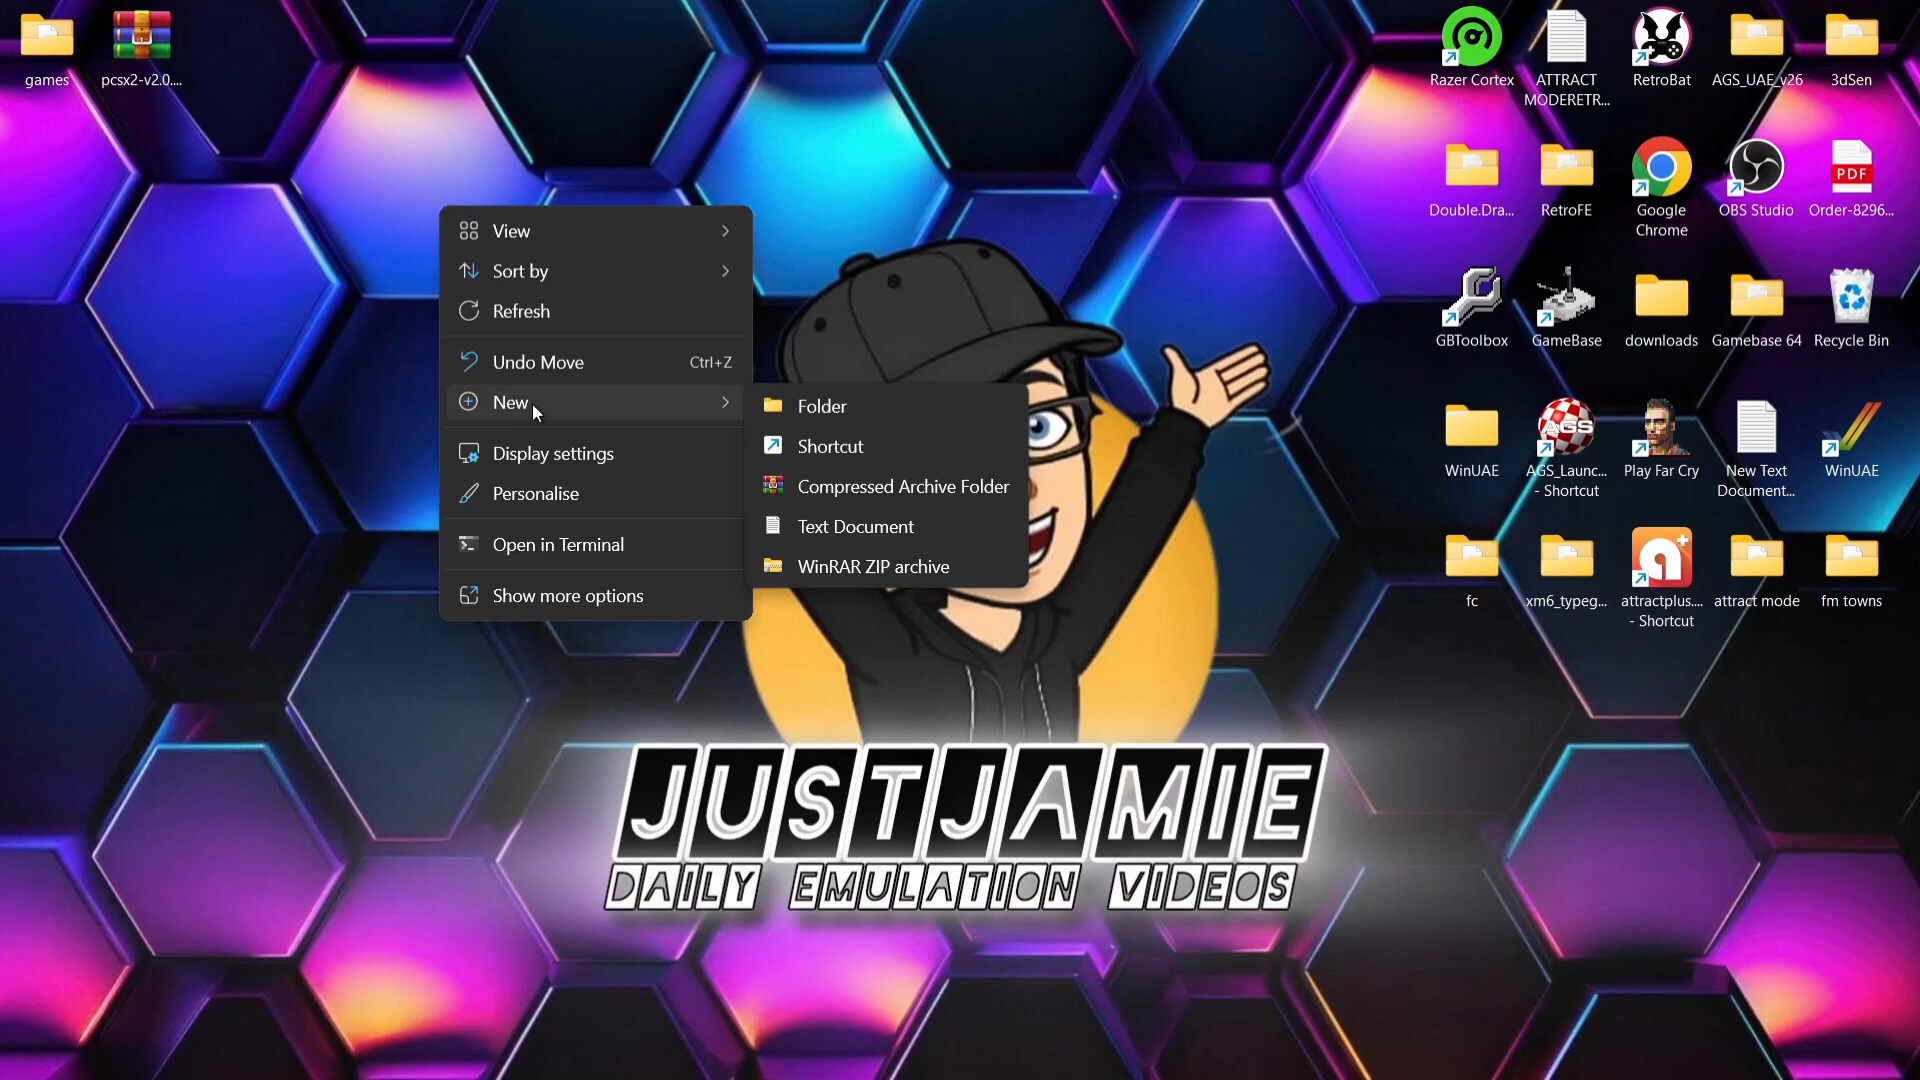 games
pcsx2-v2.0....
Razer Cortex
ATTRACT
MODERETR...
RetroBat
AGS_UAE_v26
3dSen
Double.Dra...
RetroFE
Google
Chrome
OBS Studio
PDF
Order-8296...
GBToolbox
GameBase
downloads
Gamebase 64
Recycle Bin
WinUAE
AGS
AGS_Launc...
- Shortcut
Play Far Cry
New Text
Document...
WinUAE
fc
xm6_typeg...
attractplus....
- Shortcut
attract mode
fm towns
View
Sort by
Refresh
Undo Move Ctrl+Z
New
Display settings
Personalise
Open in Terminal
Show more options
Folder
Shortcut
Compressed Archive Folder
Text Document
WinRAR ZIP archive
JUSTJAMIE
DAILY EMULATION VIDEOS